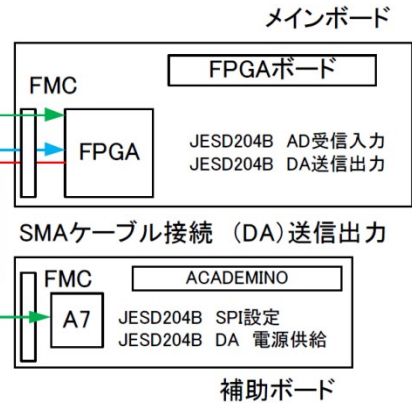 メインボード
FPGAボード
FMC
FPGA
JESD204B AD受信入力
JESD204B DA送信出力
SMAケーブル接続 (DA)送信出力
FMC
ACADEMINO
A7
JESD204B SPI設定
JESD204B DA 電源供給
補助ボード